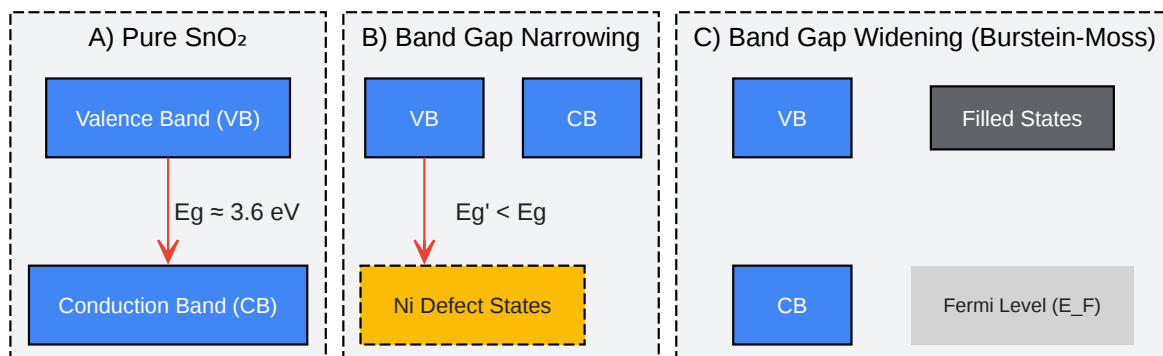 A) Pure SnO₂
Valence Band (VB)
Eg ≈ 3.6 eV
Conduction Band (CB)
B) Band Gap Narrowing
VB
CB
Eg' < Eg
Ni Defect States
C) Band Gap Widening (Burstein-Moss)
VB
Filled States
CB
Fermi Level (E_F)